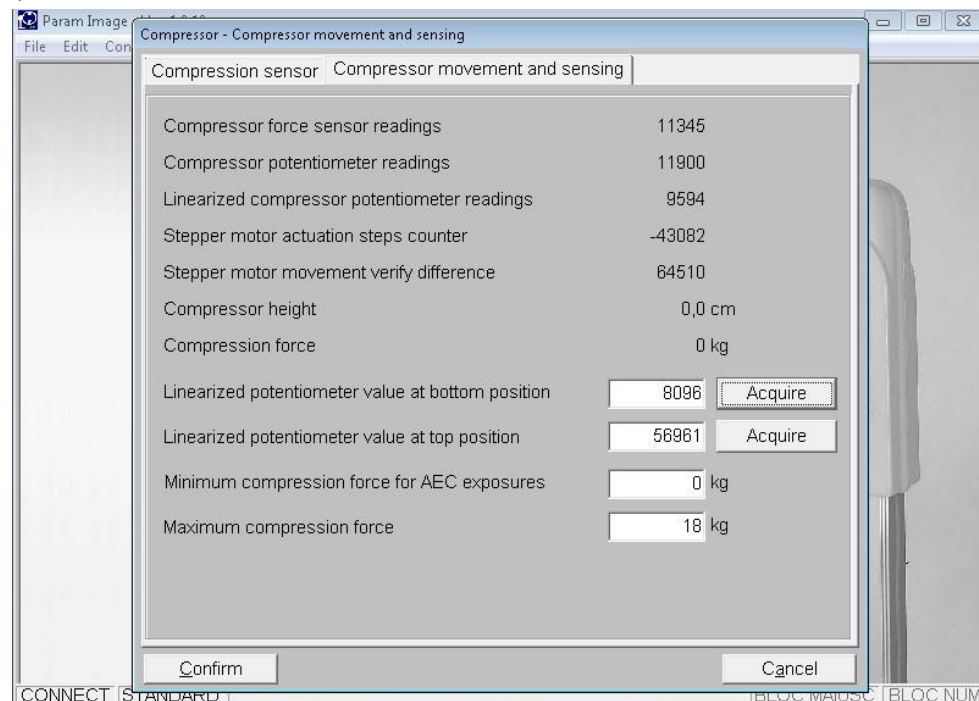 Param Image
Compressor - Compressor movement and sensing
File Edit Con
Compression sensor Compressor movement and sensing
Compressor force sensor readings 11345
Compressor potentiometer readings 11900
Linearized compressor potentiometer readings 9594
Stepper motor actuation steps counter -43082
Stepper motor movement verify difference 64510
Compressor height 0,0 cm
Compression force 0 kg
Linearized potentiometer value at bottom position 8096 Acquire
Linearized potentiometer value at top position 56961 Acquire
Minimum compression force for AEC exposures 0 kg
Maximum compression force 18 kg
Confirm Cancel
CONNECT STANDARD BLOC MAIUSC BLOC NUM